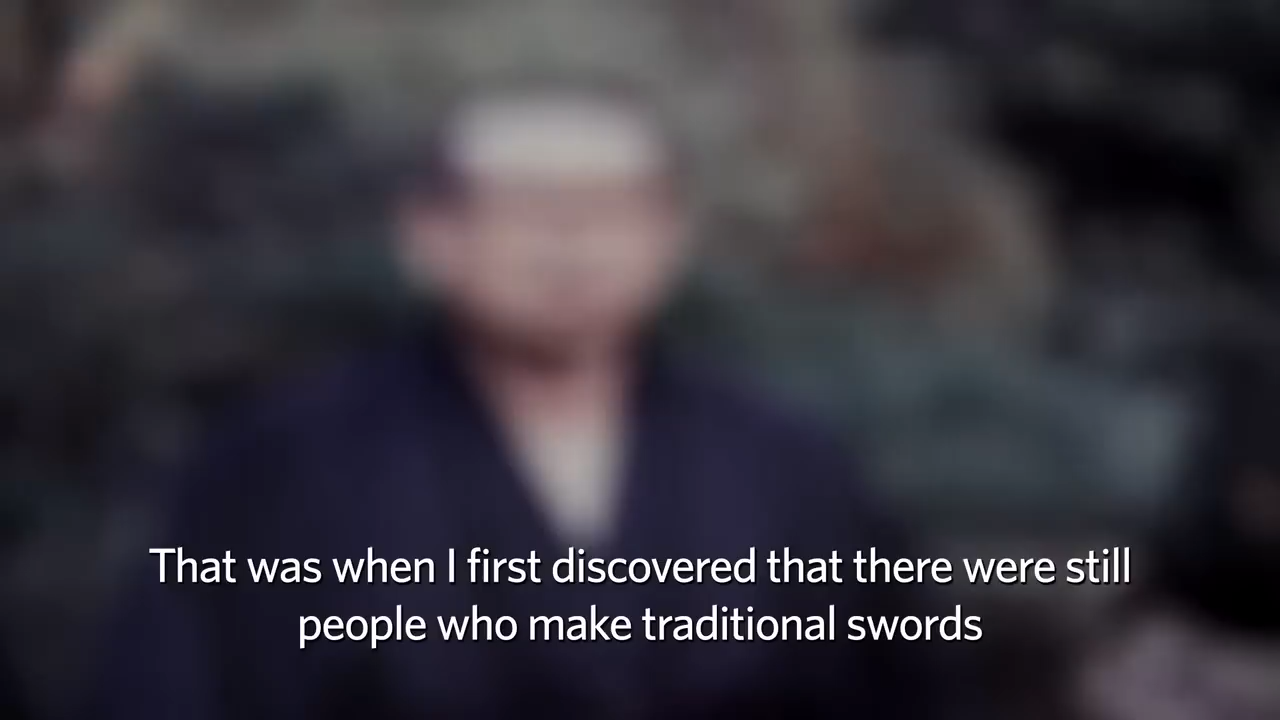 That was when I first discovered that there were still
people who make traditional swords